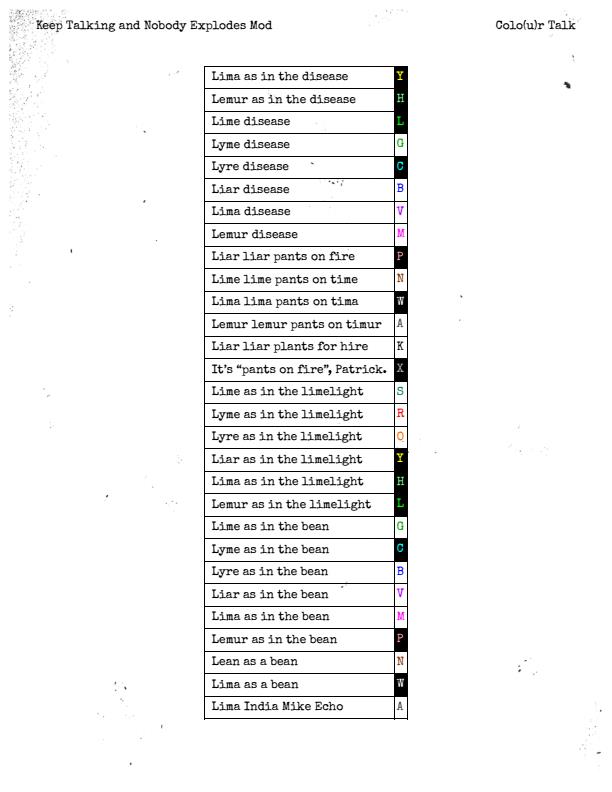 Keep Talking and Nobody Explodes Mod Colo(u)r Talk
Lima as in the disease Y
Lemur as in the disease H
Lime disease L
Lyme disease G
Lyre disease C
Liar disease B
Lima disease V
Lemur disease M
Liar liar pants on fire P
Lime lime pants on time N
Lima lima pants on tima W
Lemur lemur pants on timur A
Liar liar plants for hire K
It's “pants on fire”, Patrick. X
Lime as in the limelight S
Lyme as in the limelight R
Lyre as in the limelight O
Liar as in the limelight Y
Lima as in the limelight H
Lemur as in the limelight L
Lime as in the bean G
Lyme as in the bean C
Lyre as in the bean B
Liar as in the bean V
Lima as in the bean M
Lemur as in the bean P
Lean as a bean N
Lima as a bean W
Lima India Mike Echo A